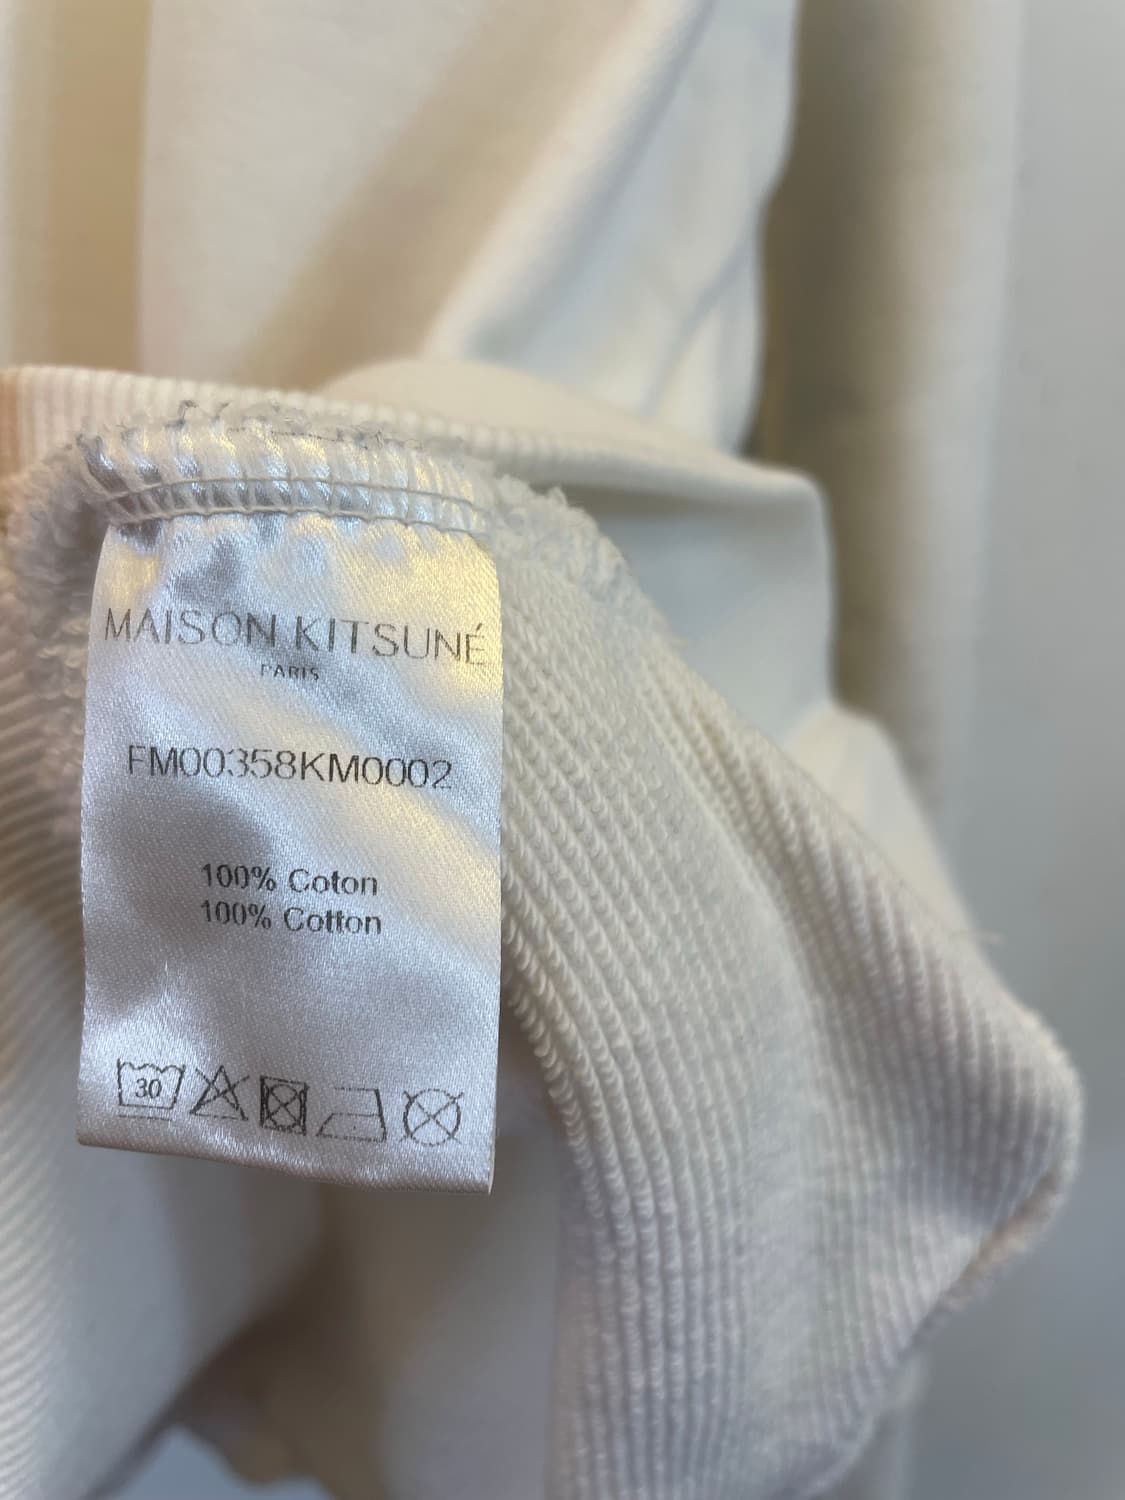 MAISON KITSUNÉ
PARIS
FM00358KM0002
100% Coton
100% Cotton
30